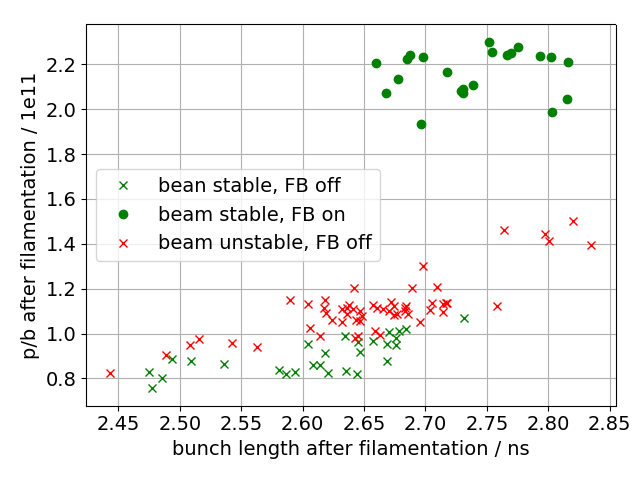 p/b after filamentation / 1e11
2.2
2.0
1.8
1.6
1.4
1.2
1.0
0.8
bean stable, FB off
beam stable, FB on
beam unstable, FB off
2.45 2.50 2.55 2.60 2.65 2.70 2.75 2.80 2.85
bunch length after filamentation / ns